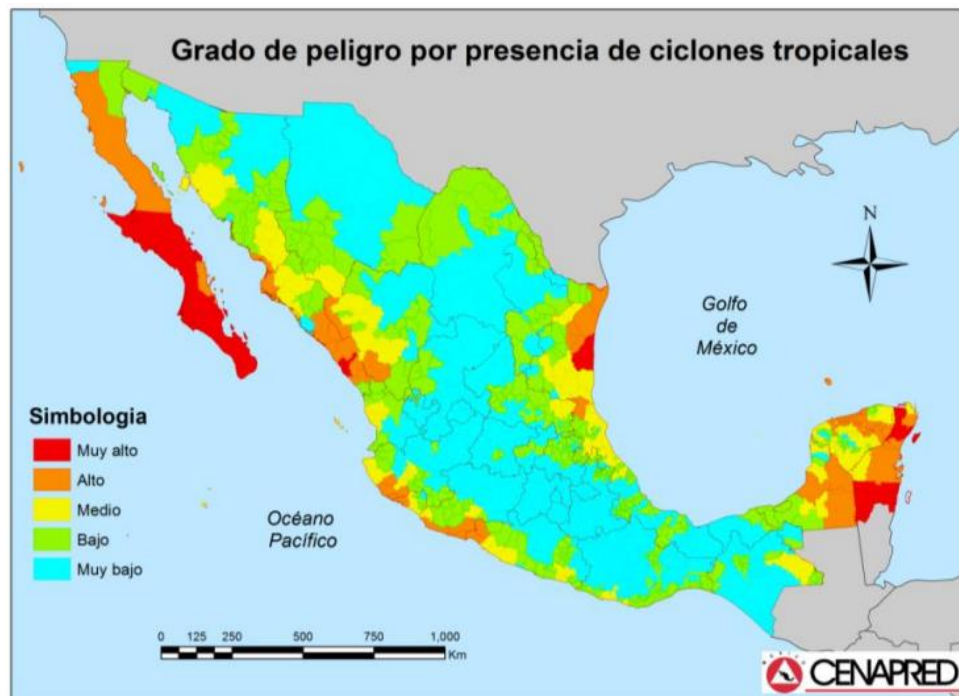 Grado de peligro por presencia de ciclones tropicales
N
Golfo
de
México
Simbologia
Muy alto
Alto
Medio
Bajo
Muy bajo
Océano
Pacífico
0 125 250 500 750 1,000
Km
CENAPRED